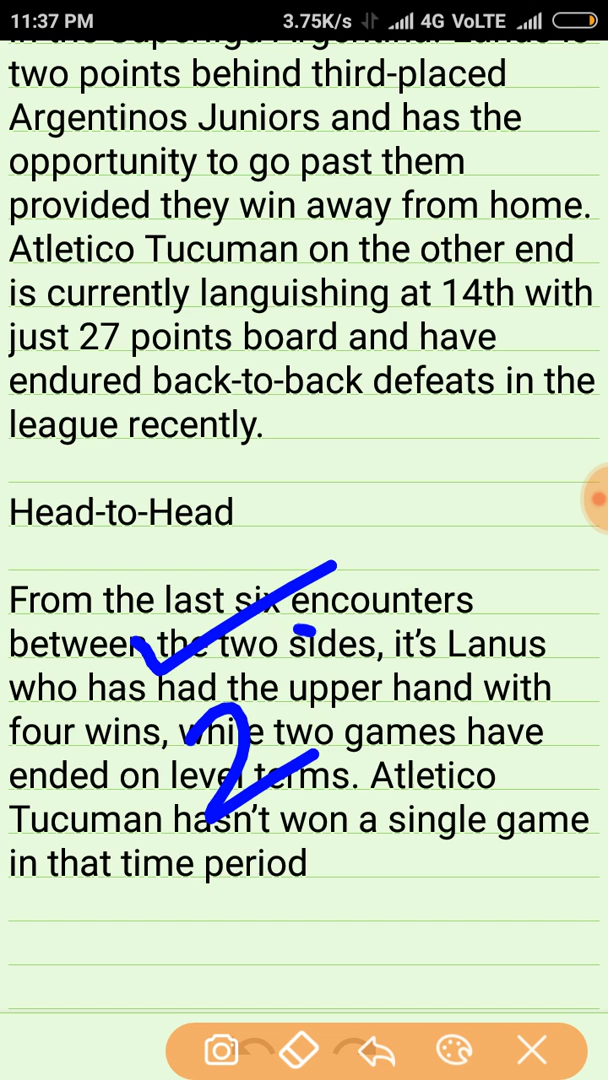 11:37 PM 3.75K/s 4G VoLTE
two points behind third-placed
Argentinos Juniors and has the
opportunity to go past them
provided they win away from home.
Atletico Tucuman on the other end
is currently languishing at 14th with
just 27 points board and have
endured back-to-back defeats in the
league recently.
Head-to-Head
From the last six encounters
between the two sides, it's Lanus
who has had the upper hand with
four wins, while two games have
ended on level terms. Atletico
Tucuman hasn't won a single game
in that time period
2